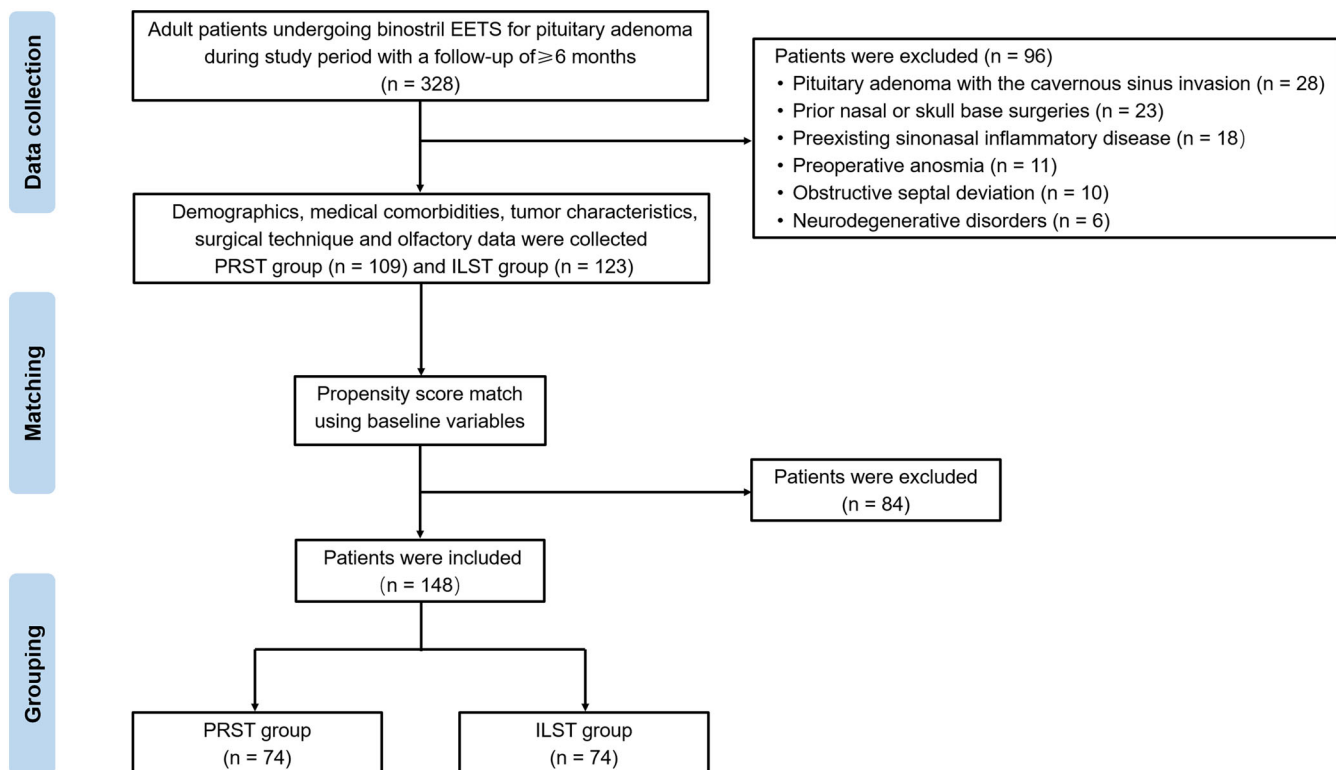 Data collection
Adult patients undergoing binostril EETS for pituitary adenoma
during study period with a follow-up of≥6 months
(n = 328)
Patients were excluded (n = 96)
• Pituitary adenoma with the cavernous sinus invasion (n = 28)
• Prior nasal or skull base surgeries (n = 23)
• Preexisting sinonasal inflammatory disease (n = 18)
• Preoperative anosmia (n = 11)
• Obstructive septal deviation (n = 10)
• Neurodegenerative disorders (n = 6)
Demographics, medical comorbidities, tumor characteristics,
surgical technique and olfactory data were collected
PRST group (n = 109) and ILST group (n = 123)
Matching
Propensity score match
using baseline variables
Patients were excluded
(n = 84)
Patients were included
(n = 148)
Grouping
PRST group
(n = 74)
ILST group
(n = 74)